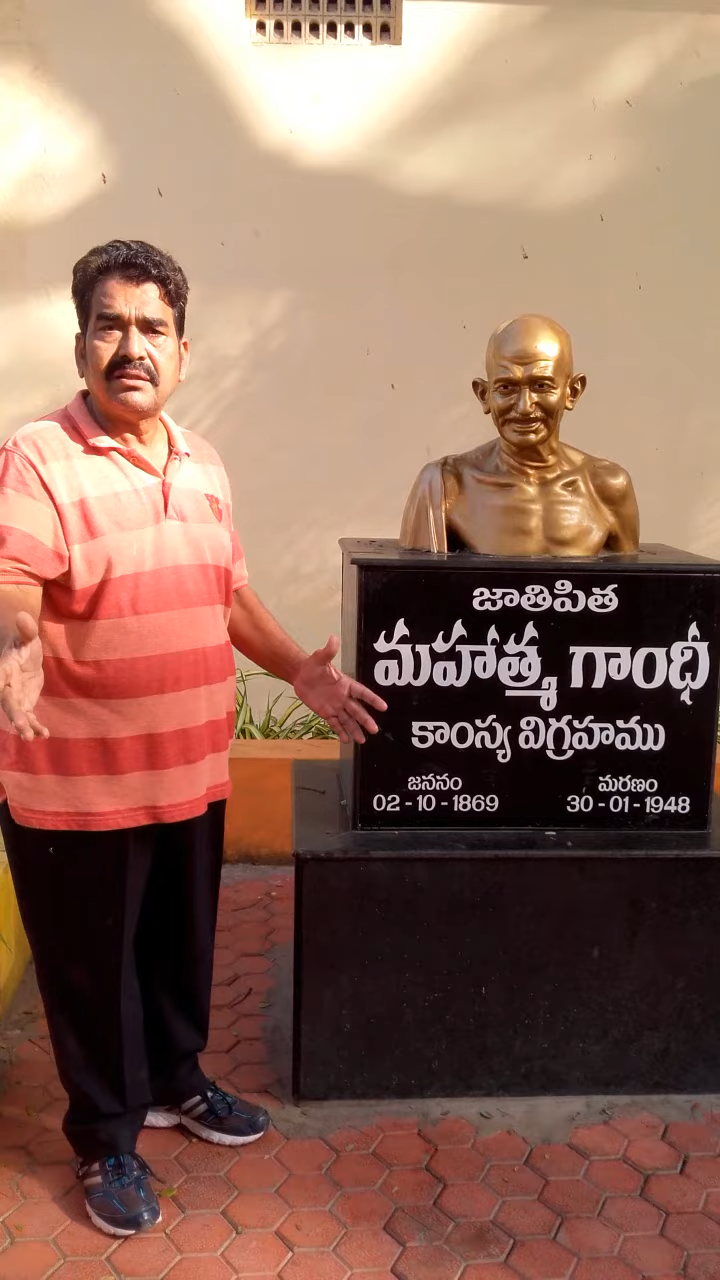 జాతిపిత
మహాత్మ గాంధీ
కాంస్య విగ్రహము
జననం మరణం
02-10-1869 30-01-1948